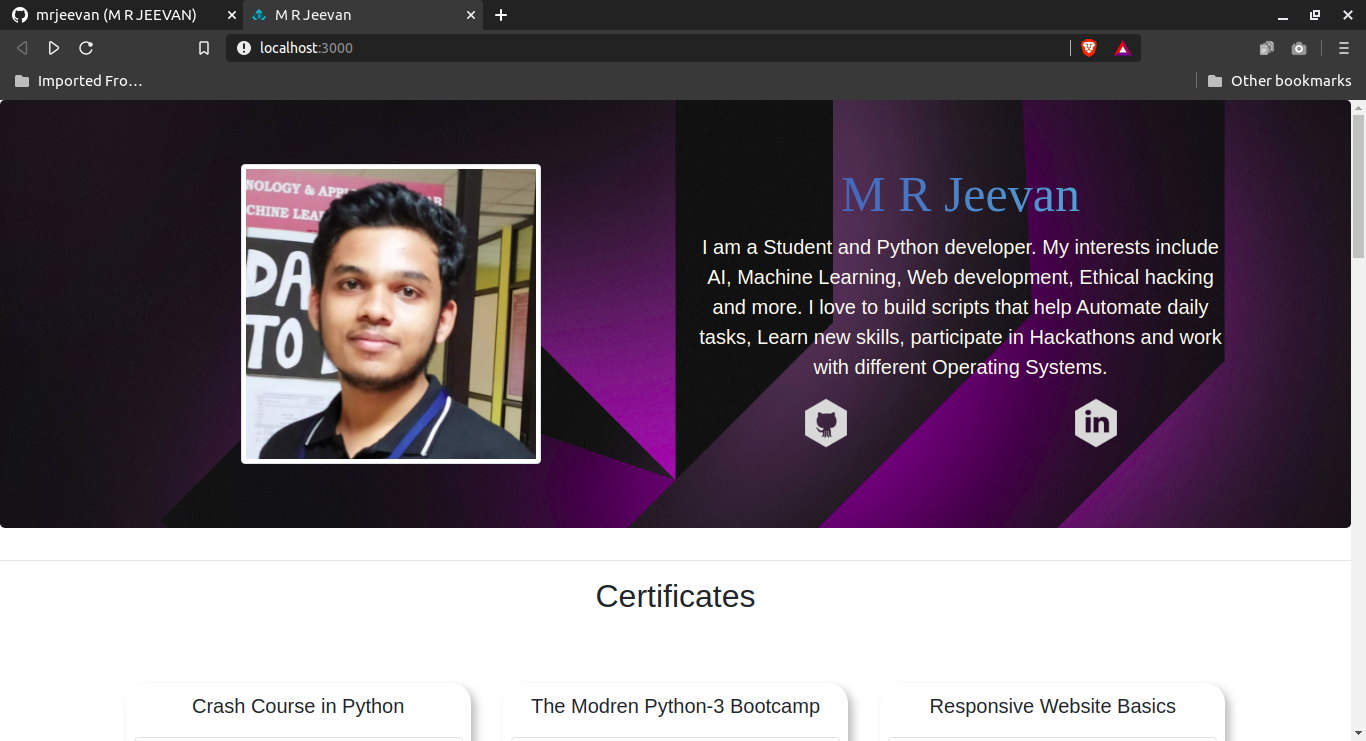 mrjeevan (M R JEEVAN)
M R Jeevan
localhost:3000
Imported Fro…
Other bookmarks
NOLOGY & APPL
CHINE LEA
DA
TO
M R Jeevan
I am a Student and Python developer. My interests include
AI, Machine Learning, Web development, Ethical hacking
and more. I love to build scripts that help Automate daily
tasks, Learn new skills, participate in Hackathons and work
with different Operating Systems.
in
Certificates
Crash Course in Python
The Modren Python-3 Bootcamp
Responsive Website Basics